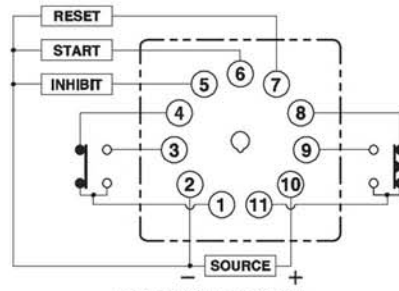 RESET
START
INHIBIT
5 6 7
4 8
3 9
2 10
1 11
− SOURCE +